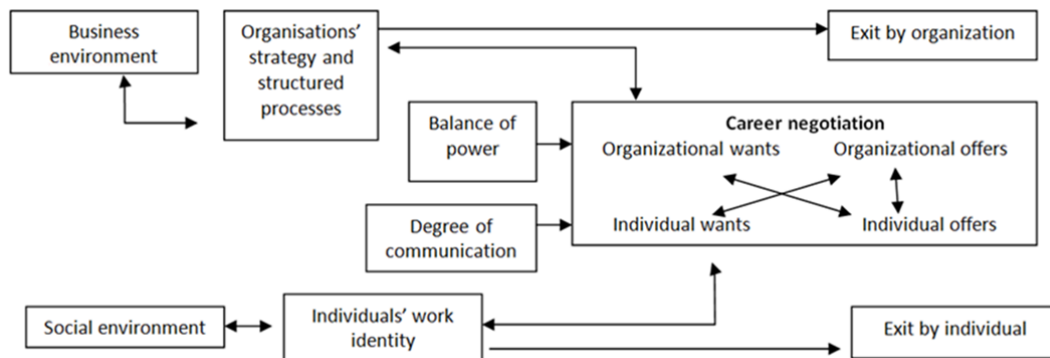 Business
environment
Organisations'
strategy and
structured
processes
Exit by organization
Balance of
power
Career negotiation
Organizational wants Organizational offers
Individual wants Individual offers
Degree of
communication
Social environment
Individuals' work
identity
Exit by individual